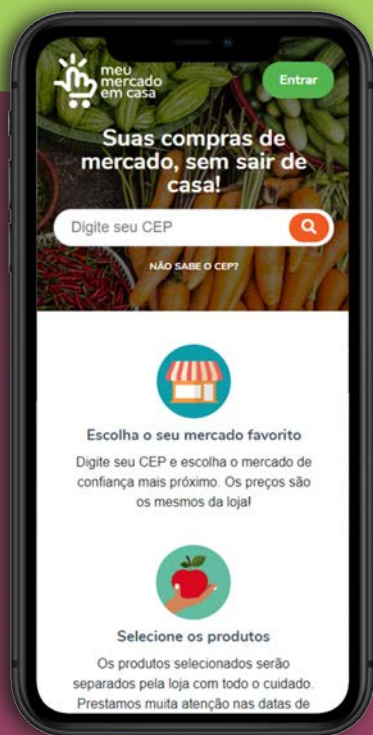 meu
mercado
em casa
Entrar
Suas compras de
mercado, sem sair de
casa!
Digite seu CEP
NÃO SABE O CEP?
Escolha o seu mercado favorito
Digite seu CEP e escolha o mercado de
confiança mais próximo. Os preços são
os mesmos da loja!
Selecione os produtos
Os produtos selecionados serão
separados pela loja com todo o cuidado.
Prestamos muita atenção nas datas de